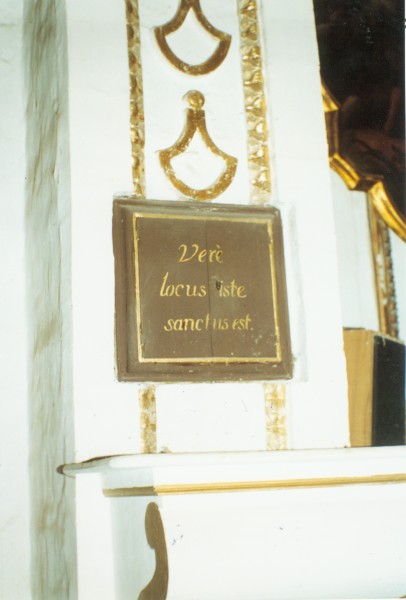 Verè
locus iste
sanctus est.